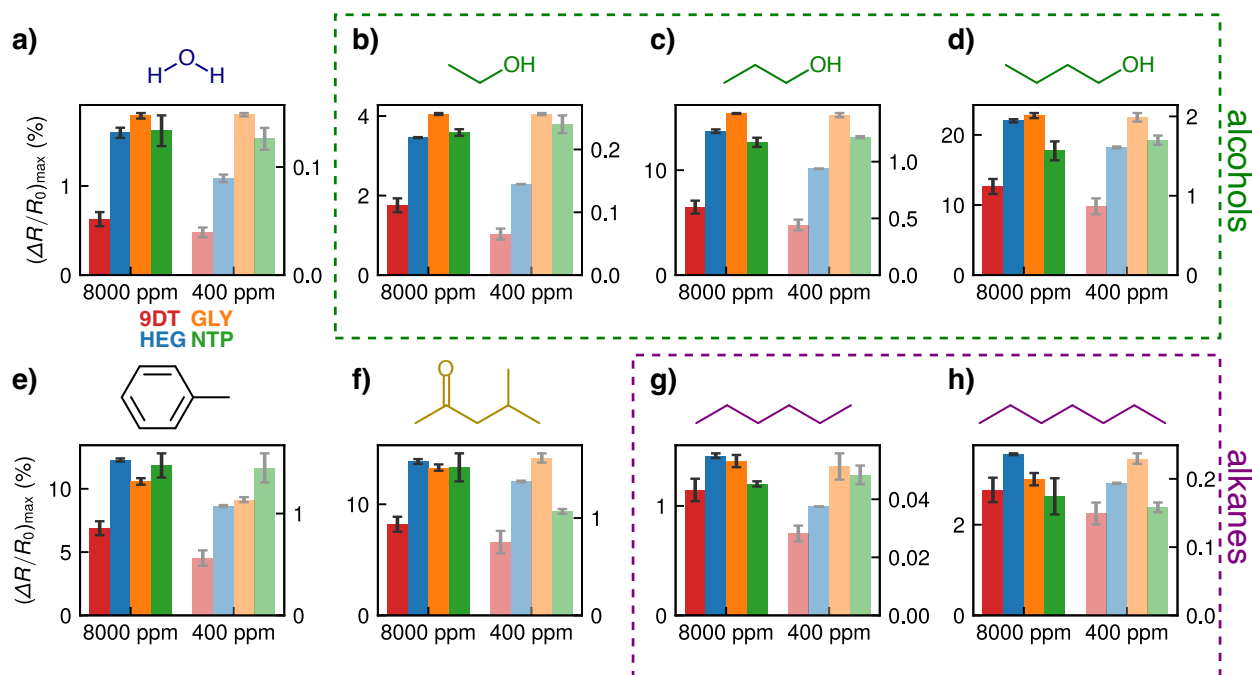 a)
H O H
(ΔR/R0)max (%)
1
0
0.1
0.0
8000 ppm 400 ppm
9DT GLY
HEG NTP
b)
OH
4
2
0
0.2
0.1
0.0
8000 ppm 400 ppm
c)
OH
10
0
1.0
0.5
0.0
8000 ppm 400 ppm
d)
OH
20
10
0
2
1
0
8000 ppm 400 ppm
alcohols
e)
(ΔR/R0)max (%)
10
5
0
1
0
8000 ppm 400 ppm
f)
O
10
0
1
0
8000 ppm 400 ppm
g)
1
0
0.04
0.02
0.00
8000 ppm 400 ppm
h)
2
0
0.2
0.1
0.0
8000 ppm 400 ppm
alkanes